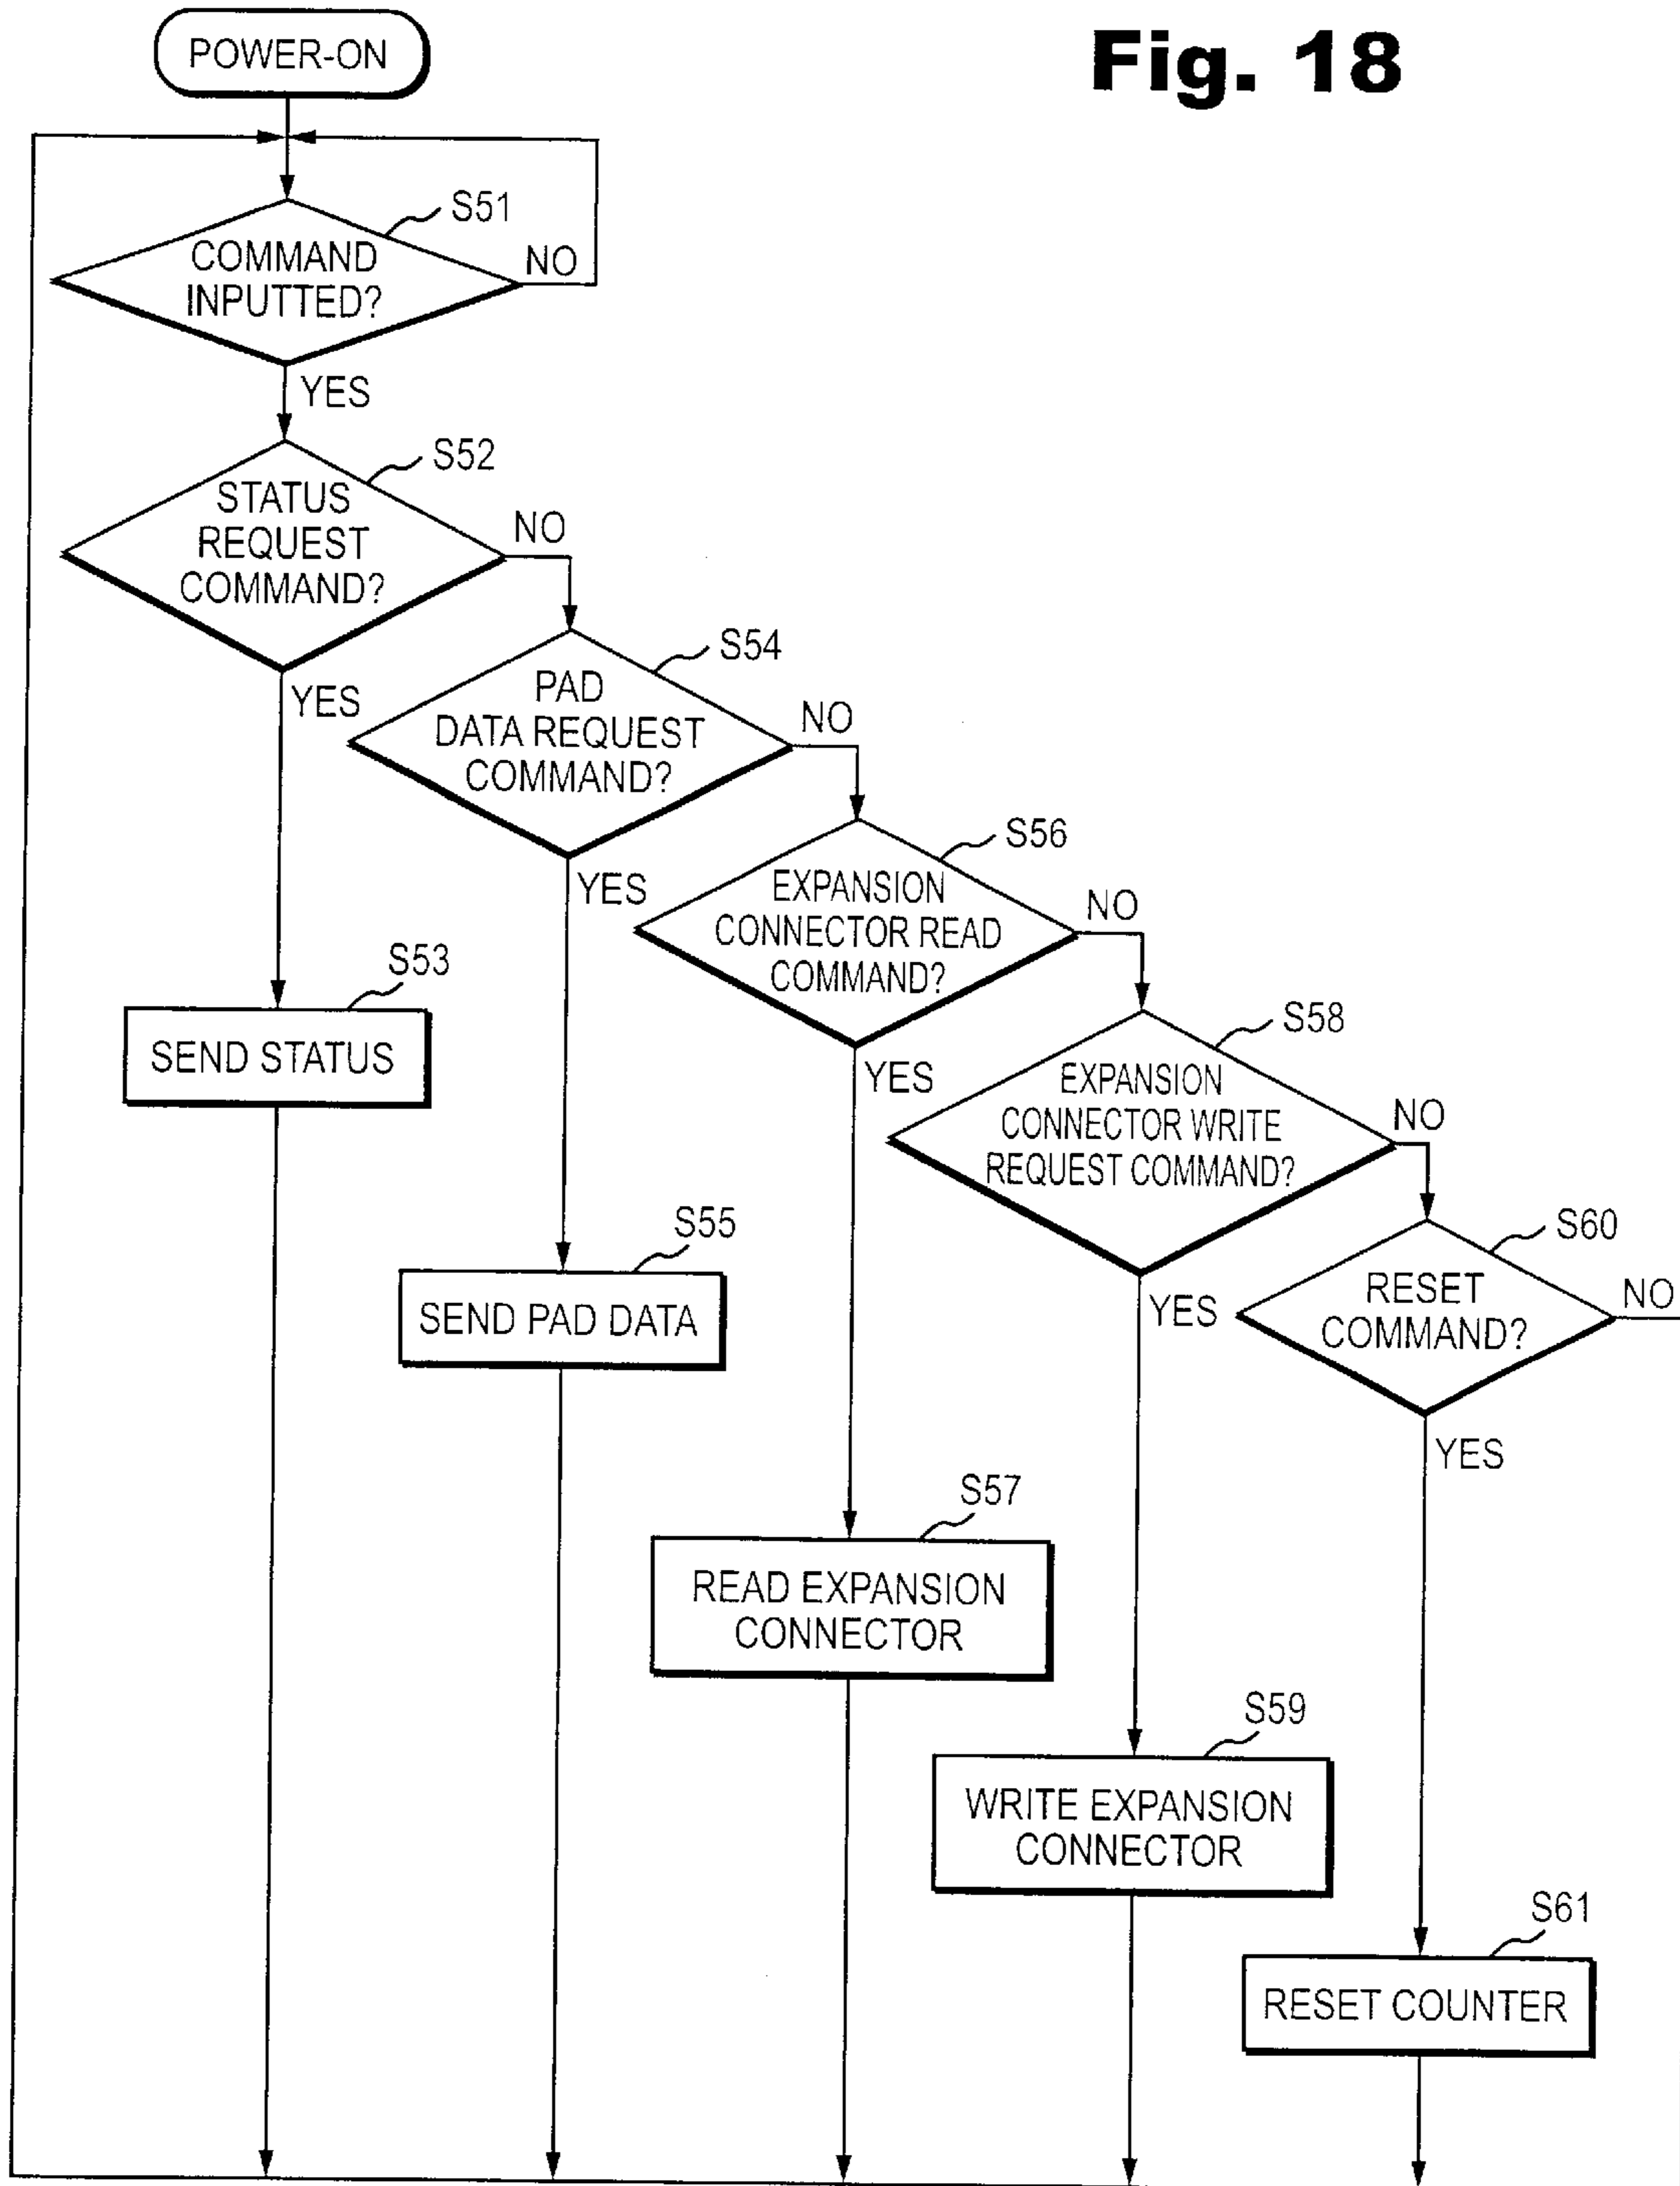 Fig. 18
POWER-ON
S51
COMMAND
INPUTTED?
NO
YES
S52
STATUS
REQUEST
COMMAND?
NO
YES
S54
PAD
DATA REQUEST
COMMAND?
NO
YES
S56
EXPANSION
CONNECTOR READ
COMMAND?
NO
YES
S53
SEND STATUS
S58
EXPANSION
CONNECTOR WRITE
REQUEST COMMAND?
NO
YES
S55
SEND PAD DATA
S60
RESET
COMMAND?
NO
YES
S57
READ EXPANSION
CONNECTOR
S59
WRITE EXPANSION
CONNECTOR
S61
RESET COUNTER